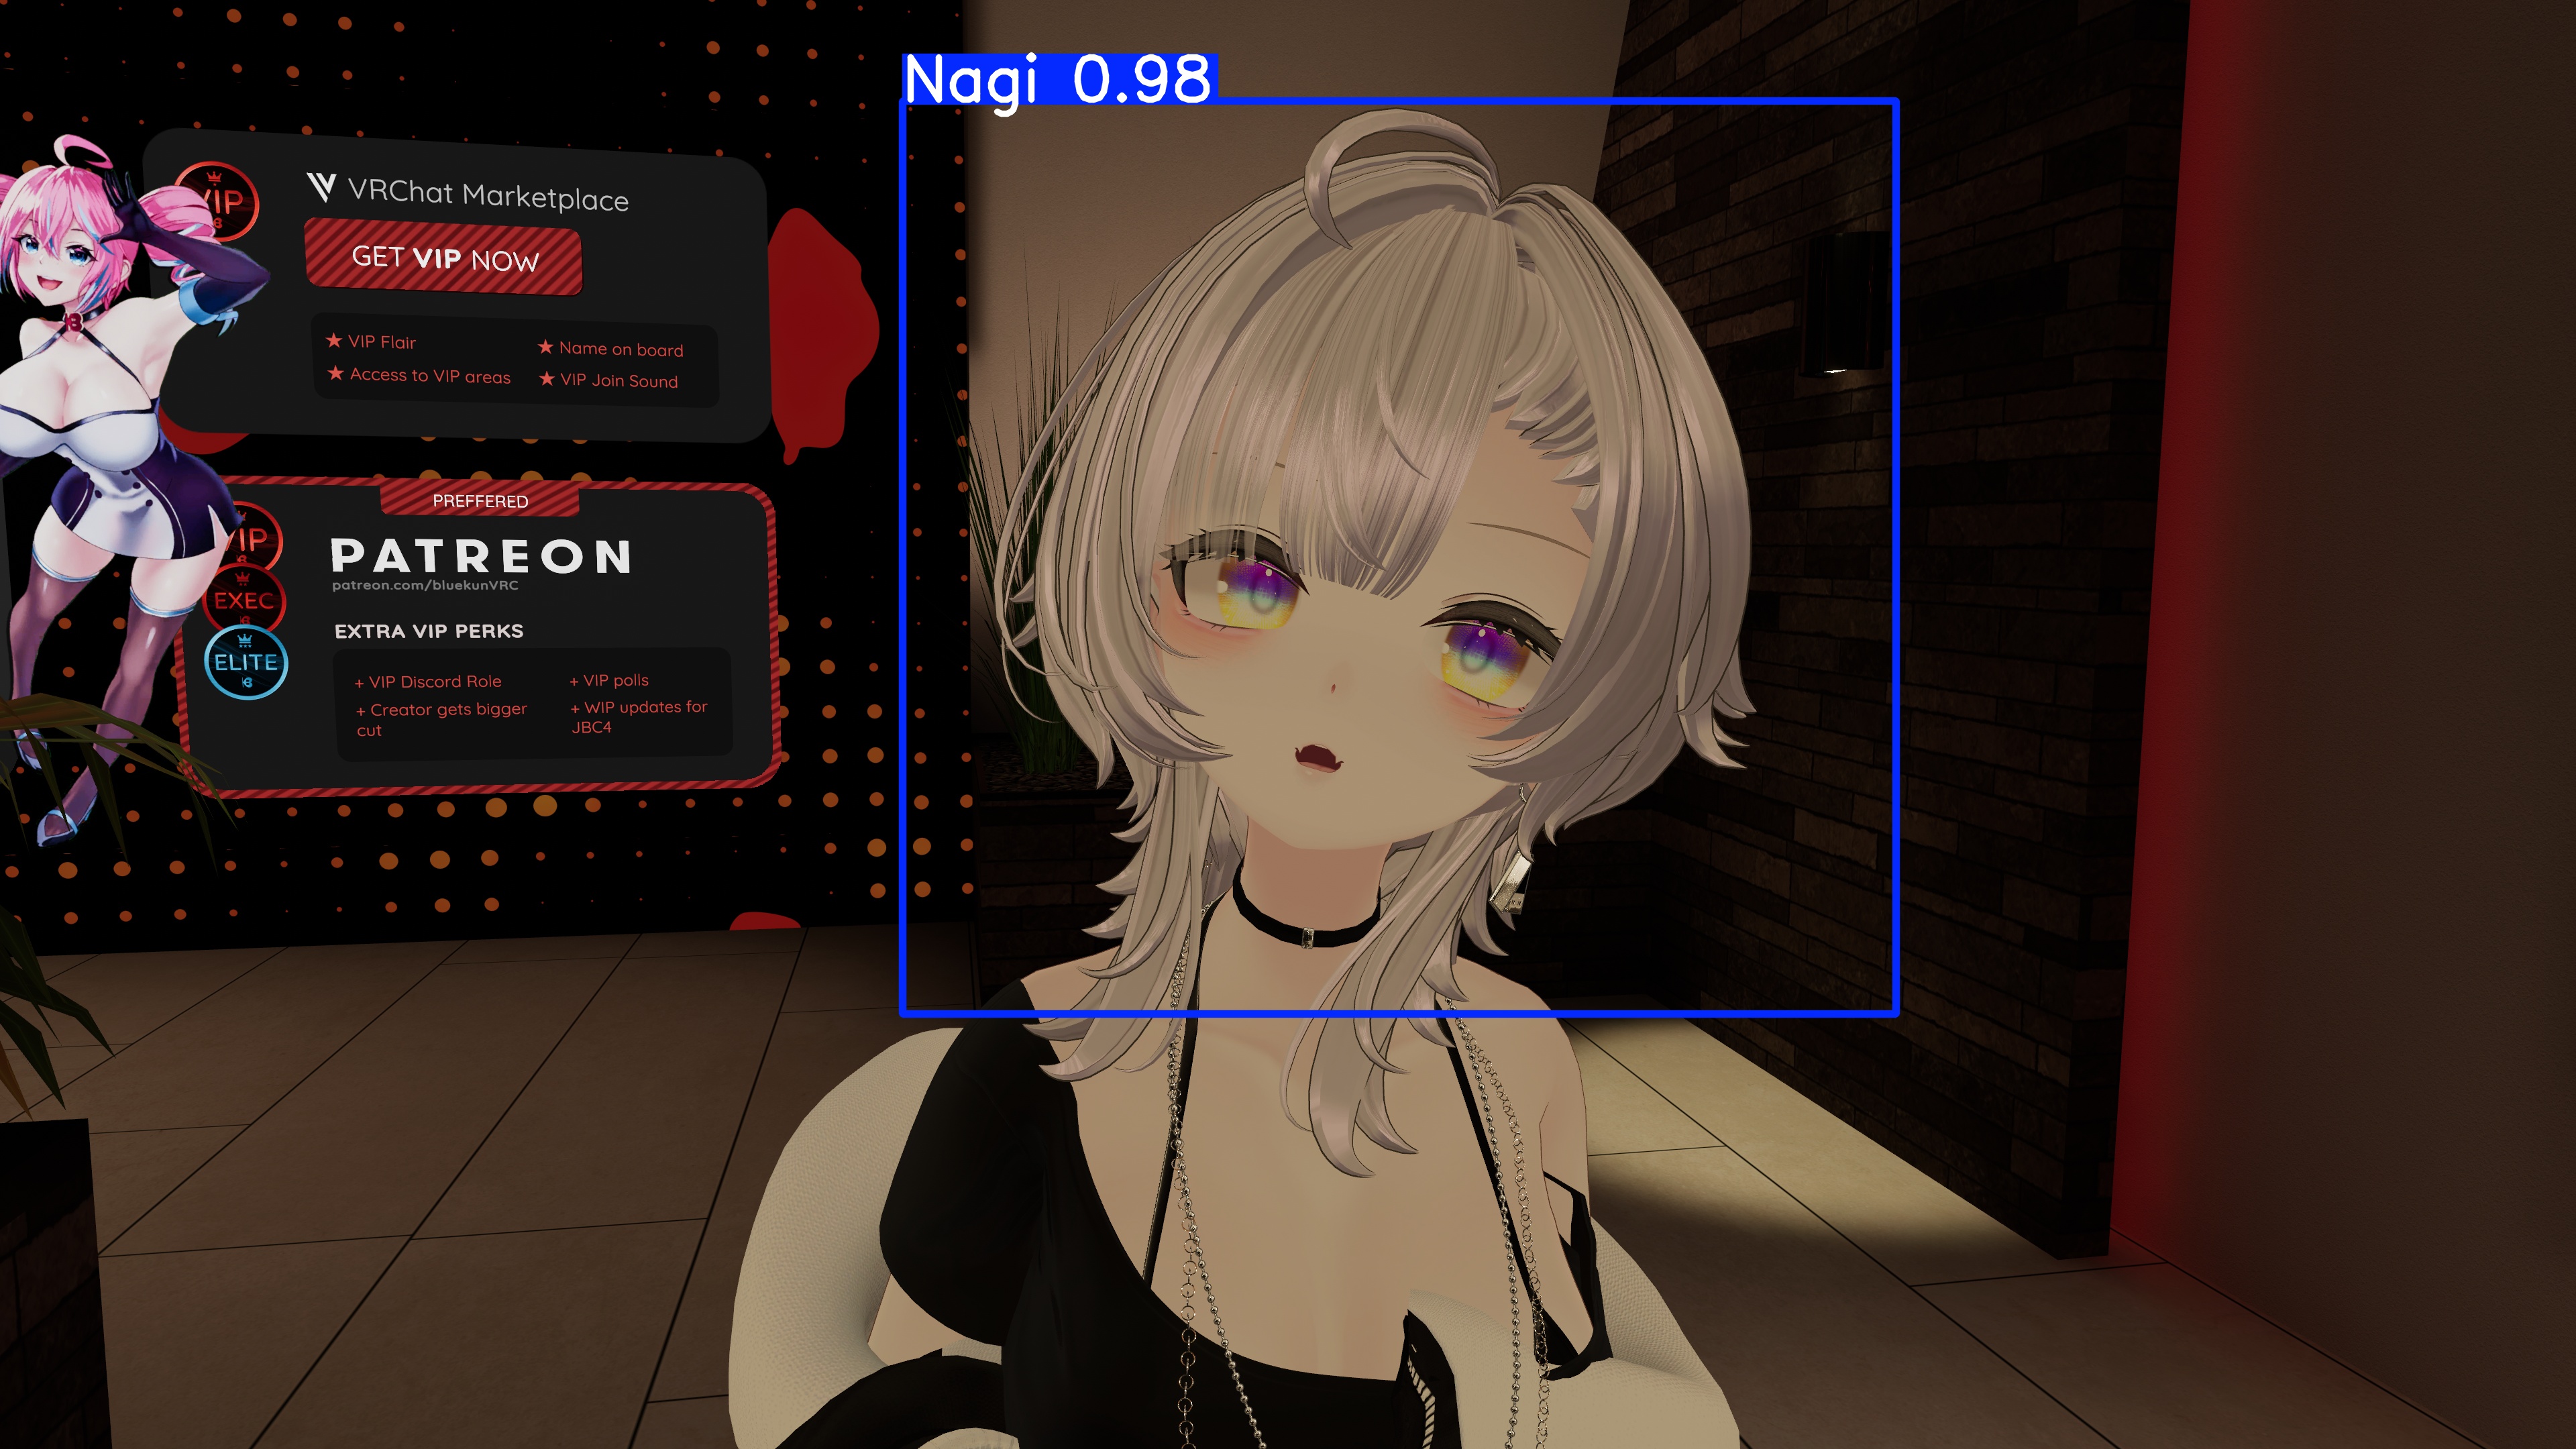 Nagi 0.98
VIP
VRChat Marketplace
GET VIP NOW
★ VIP Flair
★ Name on board
★ Access to VIP areas
★ VIP Join Sound
PREFFERED
VIP
EXEC
ELITE
PATREON
patreon.com/bluekunVRC
EXTRA VIP PERKS
+ VIP Discord Role
+ VIP polls
+ Creator gets bigger
cut
+ WIP updates for
JBC4